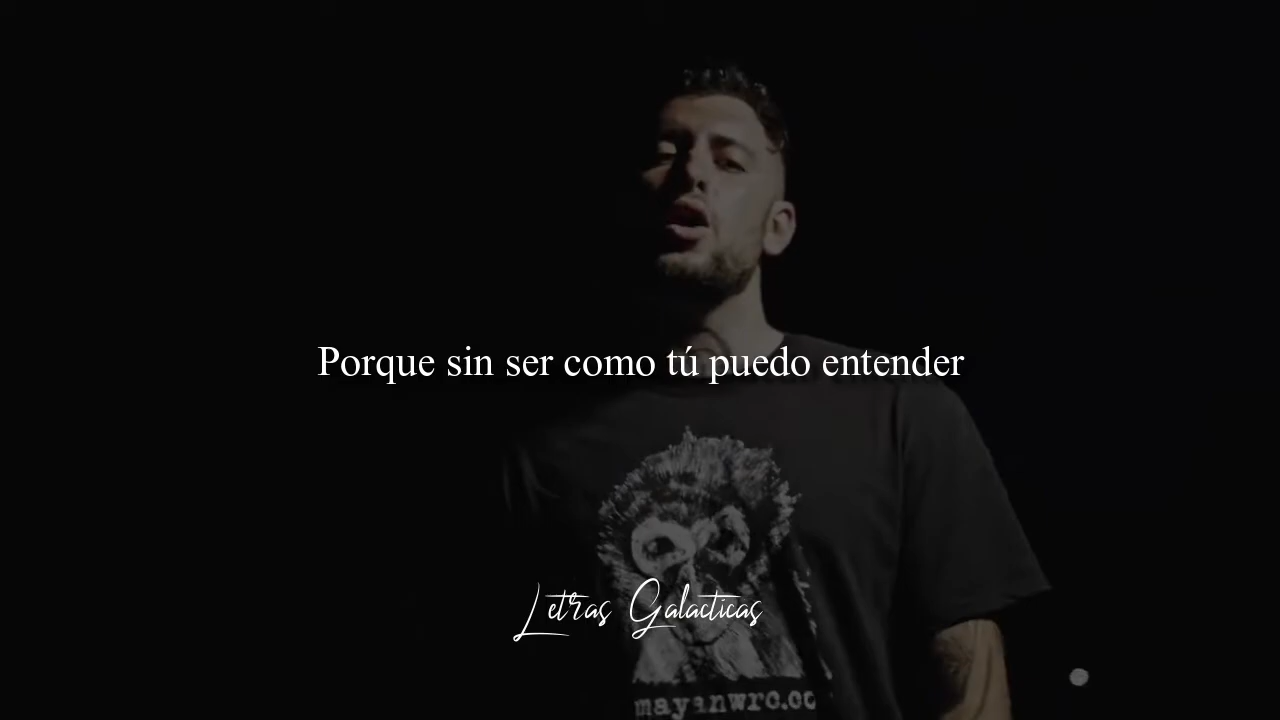 Porque sin ser como tú puedo entender
Letras Galacticas
mayanwro.co